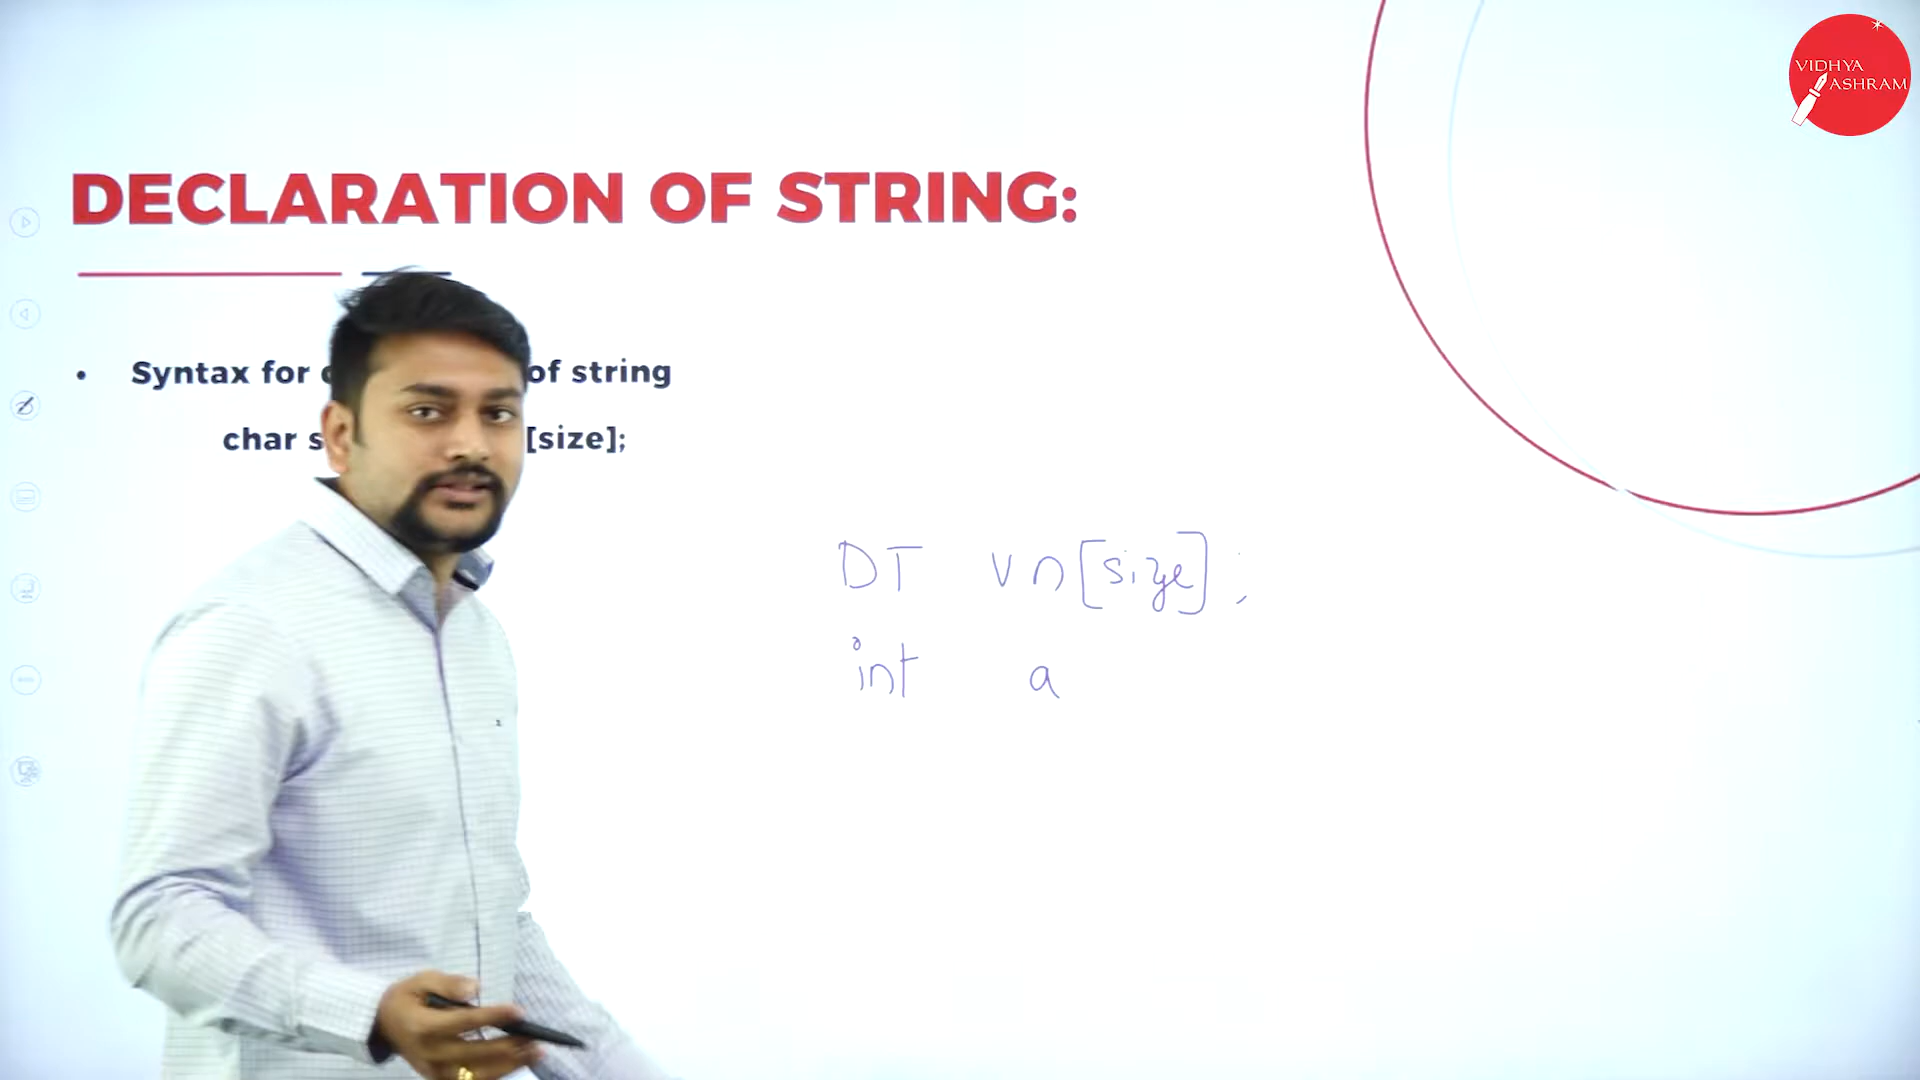 VIDHYA
ASHRAM
DECLARATION OF STRING:
• Syntax for of string
char [size];
DT vn[size];
int a